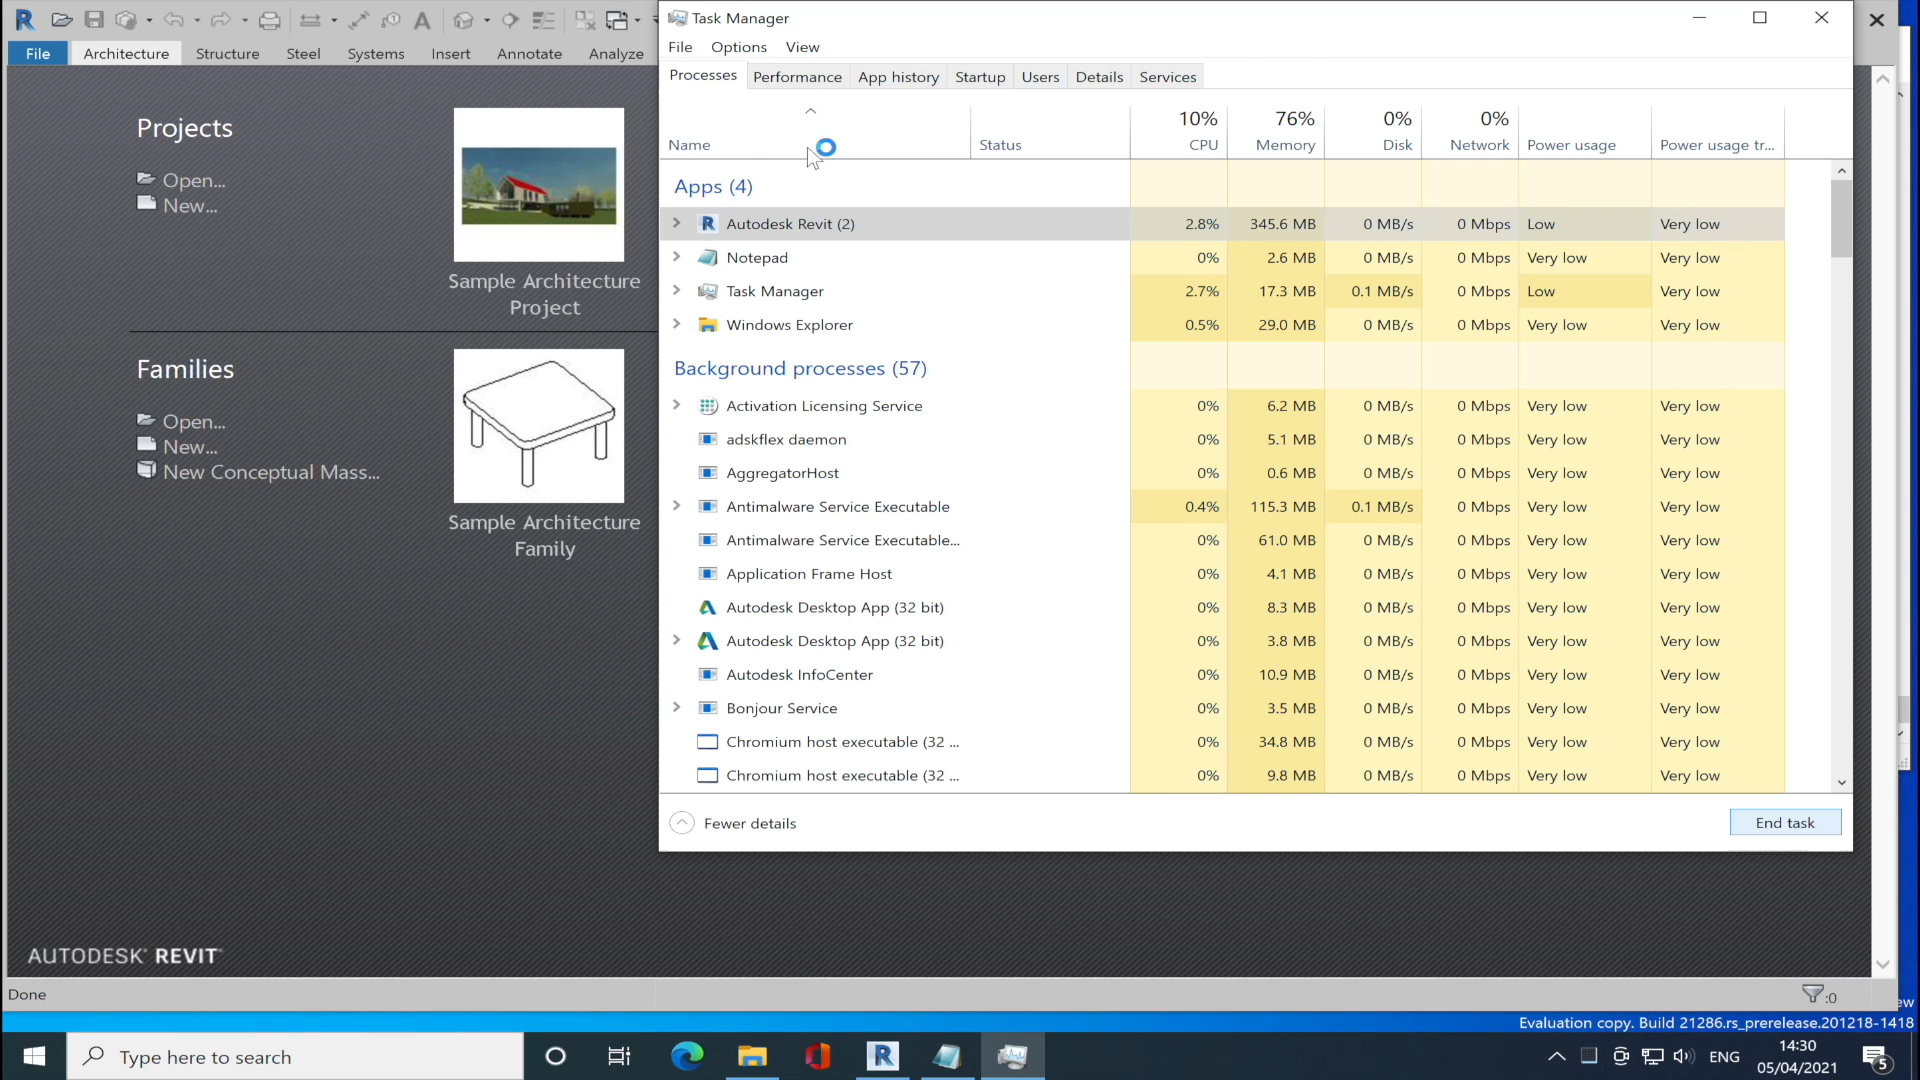 File
Architecture
Structure
Steel
Systems
Insert
Annotate
Analyze
Projects
Open...
New...
Sample Architecture
Project
Families
Open...
New...
New Conceptual Mass...
Sample Architecture
Family
AUTODESK® REVIT®
Done
:0
Task Manager
File Options View
Processes Performance App history Startup Users Details Services
10% 76% 0% 0%
Name Status CPU Memory Disk Network Power usage Power usage tr...
Apps (4)
Autodesk Revit (2) 2.8% 345.6 MB 0 MB/s 0 Mbps Low Very low
Notepad 0% 2.6 MB 0 MB/s 0 Mbps Very low Very low
Task Manager 2.7% 17.3 MB 0.1 MB/s 0 Mbps Low Very low
Windows Explorer 0.5% 29.0 MB 0 MB/s 0 Mbps Very low Very low
Background processes (57)
Activation Licensing Service 0% 6.2 MB 0 MB/s 0 Mbps Very low Very low
adskflex daemon 0% 5.1 MB 0 MB/s 0 Mbps Very low Very low
AggregatorHost 0% 0.6 MB 0 MB/s 0 Mbps Very low Very low
Antimalware Service Executable 0.4% 115.3 MB 0.1 MB/s 0 Mbps Very low Very low
Antimalware Service Executable... 0% 61.0 MB 0 MB/s 0 Mbps Very low Very low
Application Frame Host 0% 4.1 MB 0 MB/s 0 Mbps Very low Very low
Autodesk Desktop App (32 bit) 0% 8.3 MB 0 MB/s 0 Mbps Very low Very low
Autodesk Desktop App (32 bit) 0% 3.8 MB 0 MB/s 0 Mbps Very low Very low
Autodesk InfoCenter 0% 10.9 MB 0 MB/s 0 Mbps Very low Very low
Bonjour Service 0% 3.5 MB 0 MB/s 0 Mbps Very low Very low
Chromium host executable (32 ... 0% 34.8 MB 0 MB/s 0 Mbps Very low Very low
Chromium host executable (32 ... 0% 9.8 MB 0 MB/s 0 Mbps Very low Very low
Fewer details End task
ew
Evaluation copy. Build 21286.rs_prerelease.201218-1418
Type here to search
ENG
14:30
05/04/2021
5